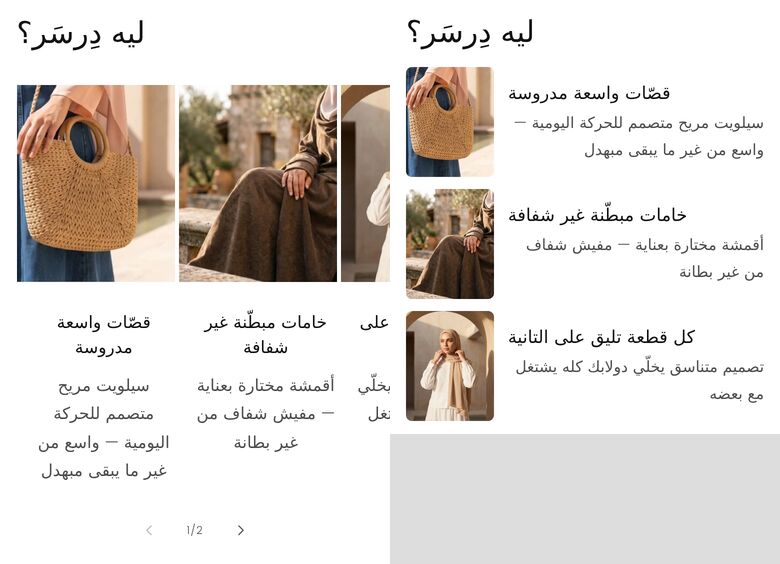 ليه دِرسَر؟
قصّات واسعة
مدروسة
سيلويت مريح
متصمم للحركة
اليومية — واسع من
غير ما يبقى مبهدل
خامات مبطّنة غير
شفافة
أقمشة مختارة بعناية
— مفيش شفاف من
غير بطانة
على
1/2
ليه دِرسَر؟
قصّات واسعة مدروسة
سيلويت مريح متصمم للحركة اليومية —
واسع من غير ما يبقى مبهدل
خامات مبطّنة غير شفافة
أقمشة مختارة بعناية — مفيش شفاف
من غير بطانة
كل قطعة تليق على التانية
تصميم متناسق يخلّي دولابك كله يشتغل
مع بعضه